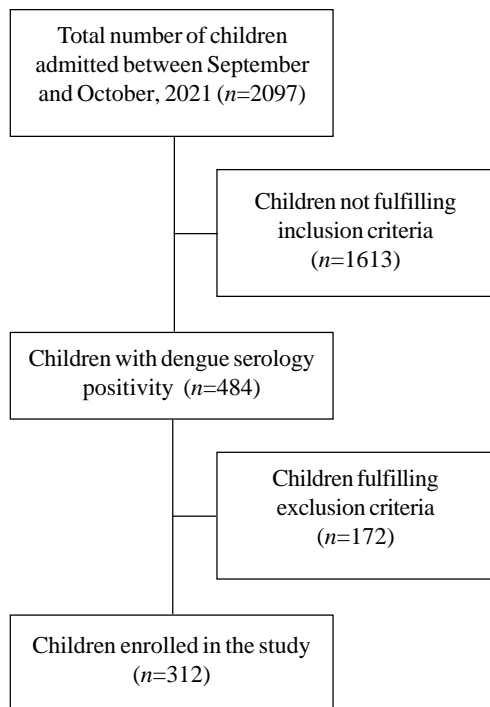 Total number of children
admitted between September
and October, 2021 (n=2097)
Children not fulfilling
inclusion criteria
(n=1613)
Children with dengue serology
positivity (n=484)
Children fulfilling
exclusion criteria
(n=172)
Children enrolled in the study
(n=312)